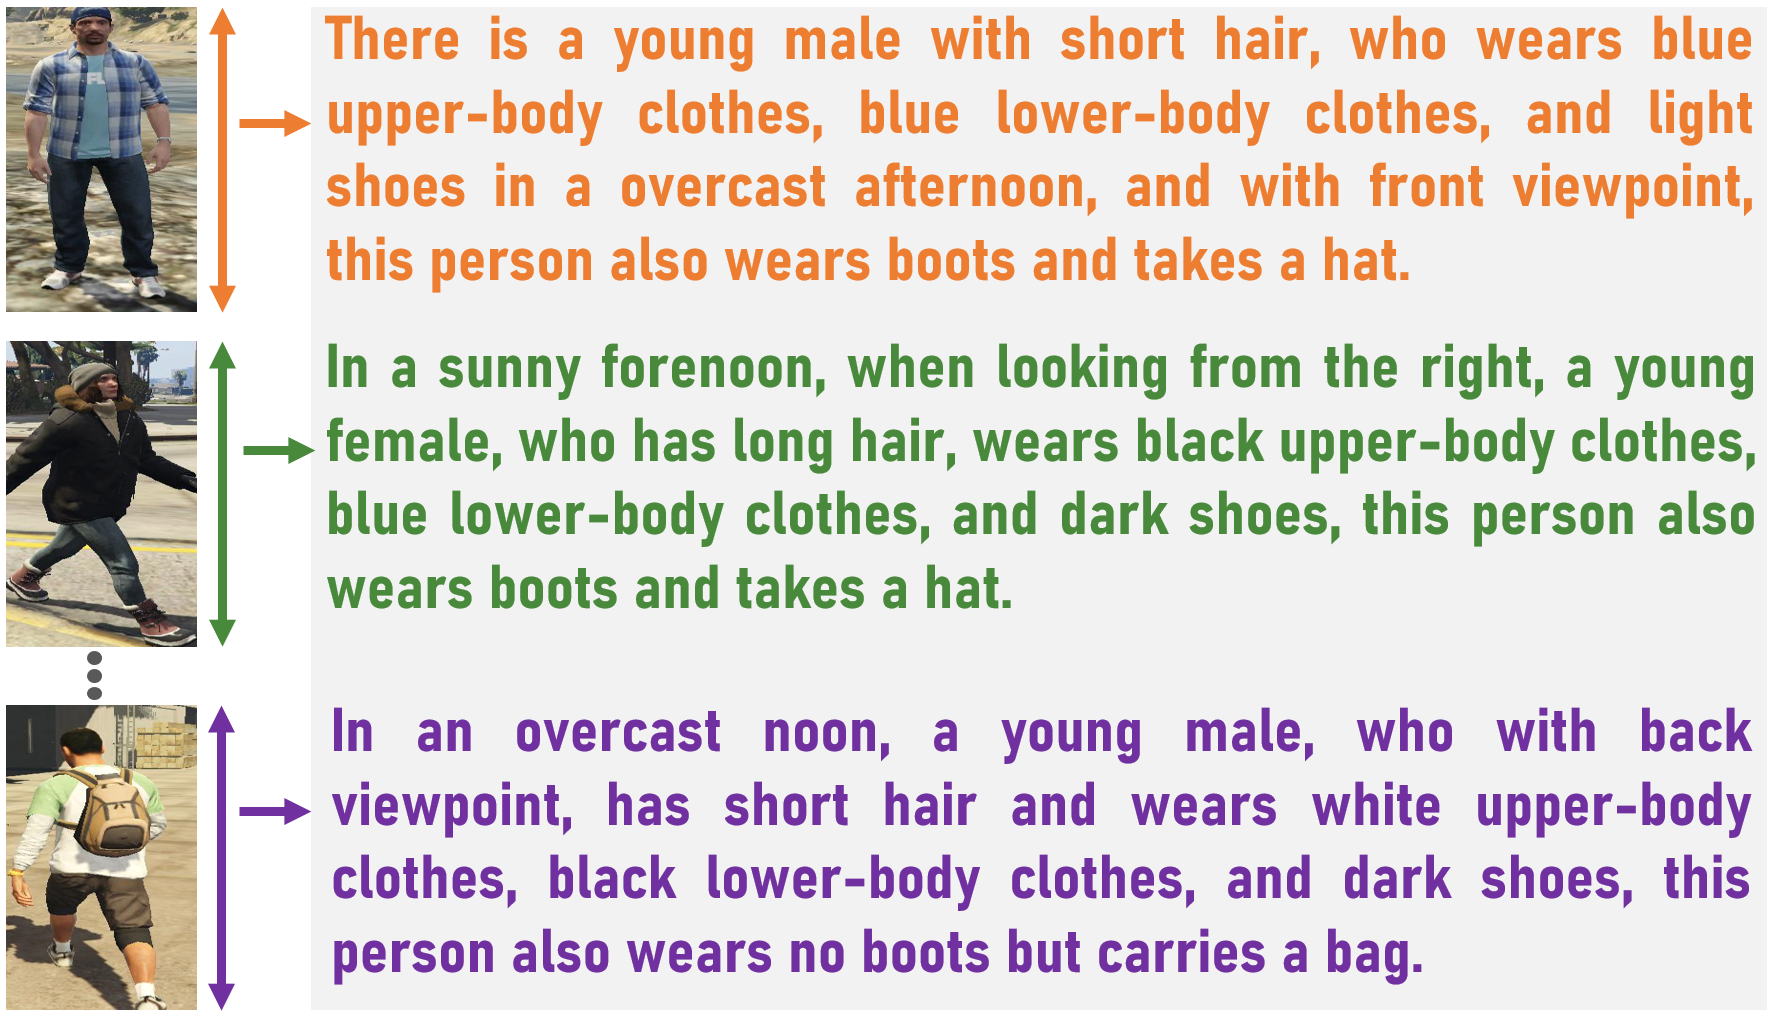 There is a young male with short hair, who wears blue
upper-body clothes, blue lower-body clothes, and light
shoes in a overcast afternoon, and with front viewpoint,
this person also wears boots and takes a hat.
In a sunny forenoon, when looking from the right, a young
female, who has long hair, wears black upper-body clothes,
blue lower-body clothes, and dark shoes, this person also
wears boots and takes a hat.
In an overcast noon, a young male, who with back
viewpoint, has short hair and wears white upper-body
clothes, black lower-body clothes, and dark shoes, this
person also wears no boots but carries a bag.